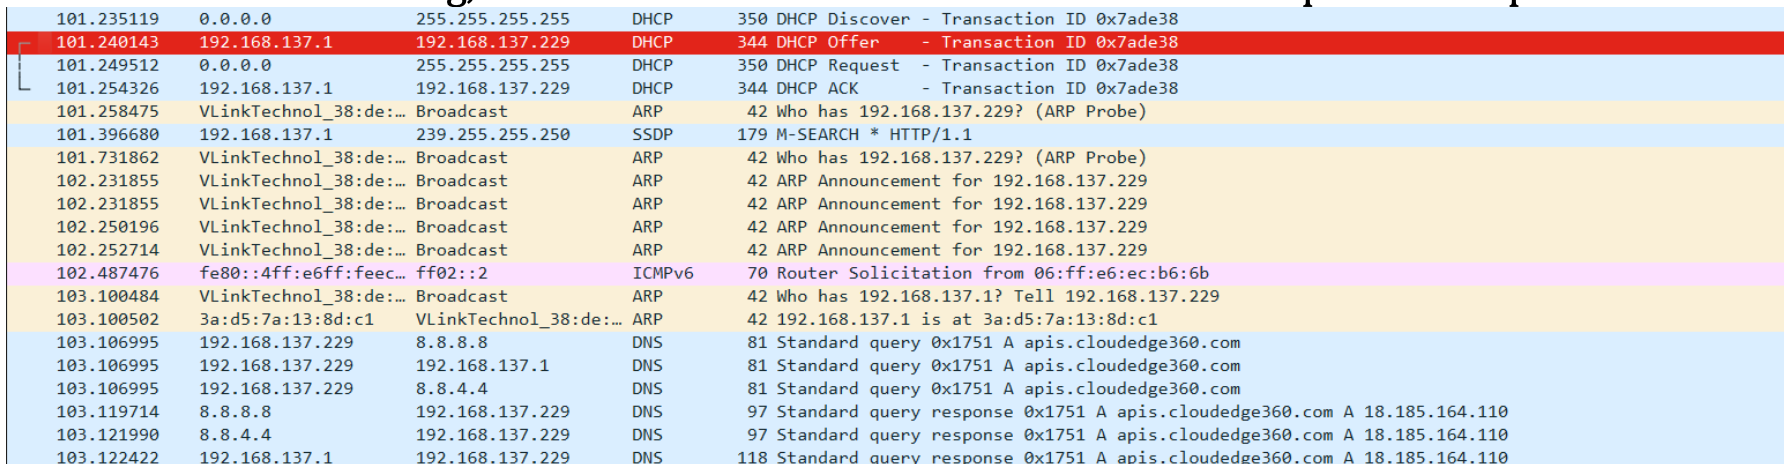 101.235119 0.0.0.0 255.255.255.255 DHCP 350 DHCP Discover - Transaction ID 0x7ade38
101.240143 192.168.137.1 192.168.137.229 DHCP 344 DHCP Offer - Transaction ID 0x7ade38
101.249512 0.0.0.0 255.255.255.255 DHCP 350 DHCP Request - Transaction ID 0x7ade38
101.254326 192.168.137.1 192.168.137.229 DHCP 344 DHCP ACK - Transaction ID 0x7ade38
101.258475 VLinkTechnol_38:de:… Broadcast ARP 42 Who has 192.168.137.229? (ARP Probe)
101.396680 192.168.137.1 239.255.255.250 SSDP 179 M-SEARCH * HTTP/1.1
101.731862 VLinkTechnol_38:de:… Broadcast ARP 42 Who has 192.168.137.229? (ARP Probe)
102.231855 VLinkTechnol_38:de:… Broadcast ARP 42 ARP Announcement for 192.168.137.229
102.231855 VLinkTechnol_38:de:… Broadcast ARP 42 ARP Announcement for 192.168.137.229
102.250196 VLinkTechnol_38:de:… Broadcast ARP 42 ARP Announcement for 192.168.137.229
102.252714 VLinkTechnol_38:de:… Broadcast ARP 42 ARP Announcement for 192.168.137.229
102.487476 fe80::4ff:e6ff:feec… ff02::2 ICMPv6 70 Router Solicitation from 06:ff:e6:ec:b6:6b
103.100484 VLinkTechnol_38:de:… Broadcast ARP 42 Who has 192.168.137.1? Tell 192.168.137.229
103.100502 3a:d5:7a:13:8d:c1 VLinkTechnol_38:de:… ARP 42 192.168.137.1 is at 3a:d5:7a:13:8d:c1
103.106995 192.168.137.229 8.8.8.8 DNS 81 Standard query 0x1751 A apis.cloudedge360.com
103.106995 192.168.137.229 192.168.137.1 DNS 81 Standard query 0x1751 A apis.cloudedge360.com
103.106995 192.168.137.229 8.8.4.4 DNS 81 Standard query 0x1751 A apis.cloudedge360.com
103.119714 8.8.8.8 192.168.137.229 DNS 97 Standard query response 0x1751 A apis.cloudedge360.com A 18.185.164.110
103.121990 8.8.4.4 192.168.137.229 DNS 97 Standard query response 0x1751 A apis.cloudedge360.com A 18.185.164.110
103.122422 192.168.137.1 192.168.137.229 DNS 118 Standard query response 0x1751 A apis.cloudedge360.com A 18.185.164.110